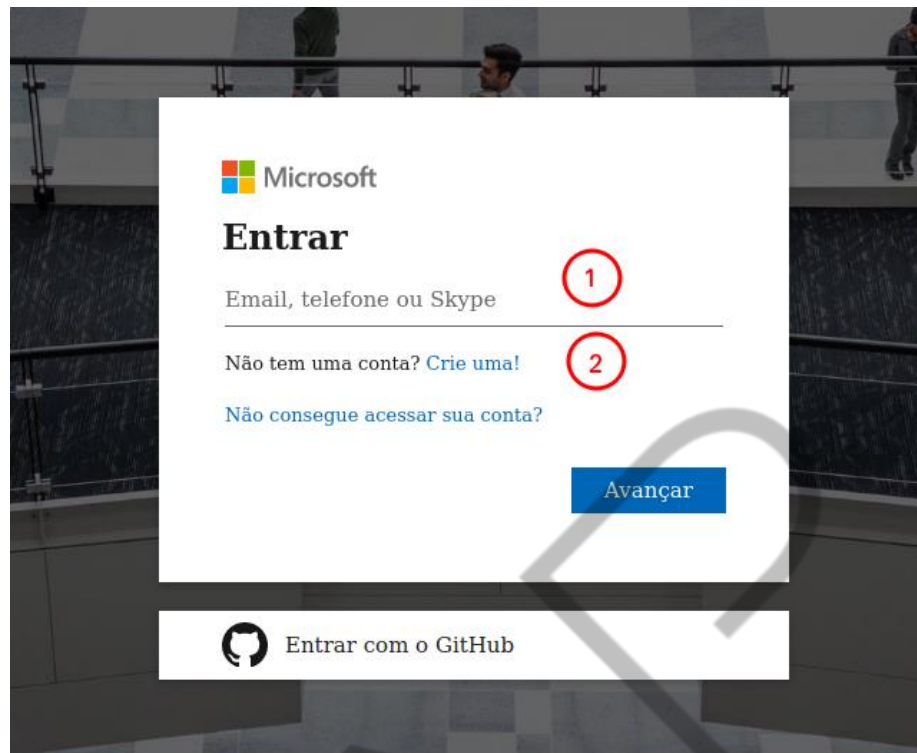 Microsoft
Entrar
1
Email, telefone ou Skype
2
Não tem uma conta? Crie uma!
Não consegue acessar sua conta?
Avançar
Entrar com o GitHub